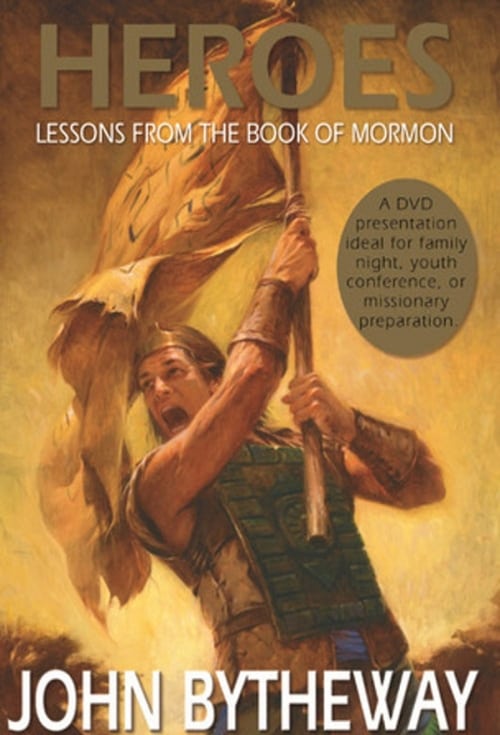 HEROES
LESSONS FROM THE BOOK OF MORMON
A DVD
presentation
ideal for family
night, youth
conference, or
missionary
preparation.
JOHN BYTHEWAY